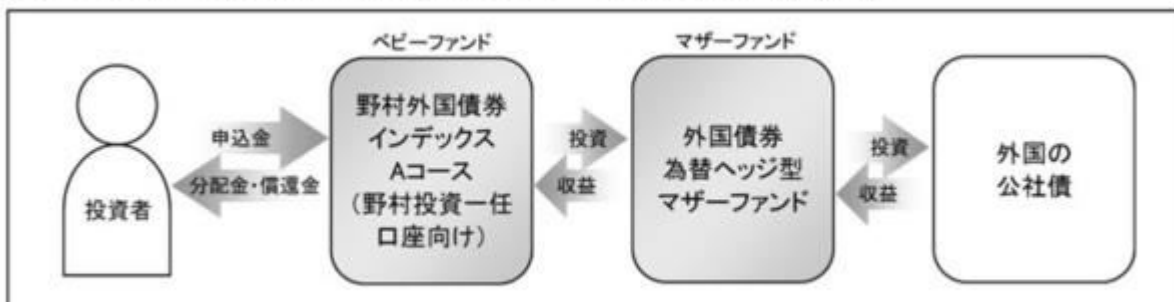 ベビーファンド
マザーファンド
投資者
申込金
分配金・償還金
野村外国債券
インデックス
Aコース
(野村投資一任
口座向け)
投資
収益
外国債券
為替ヘッジ型
マザーファンド
投資
収益
外国の
公社債